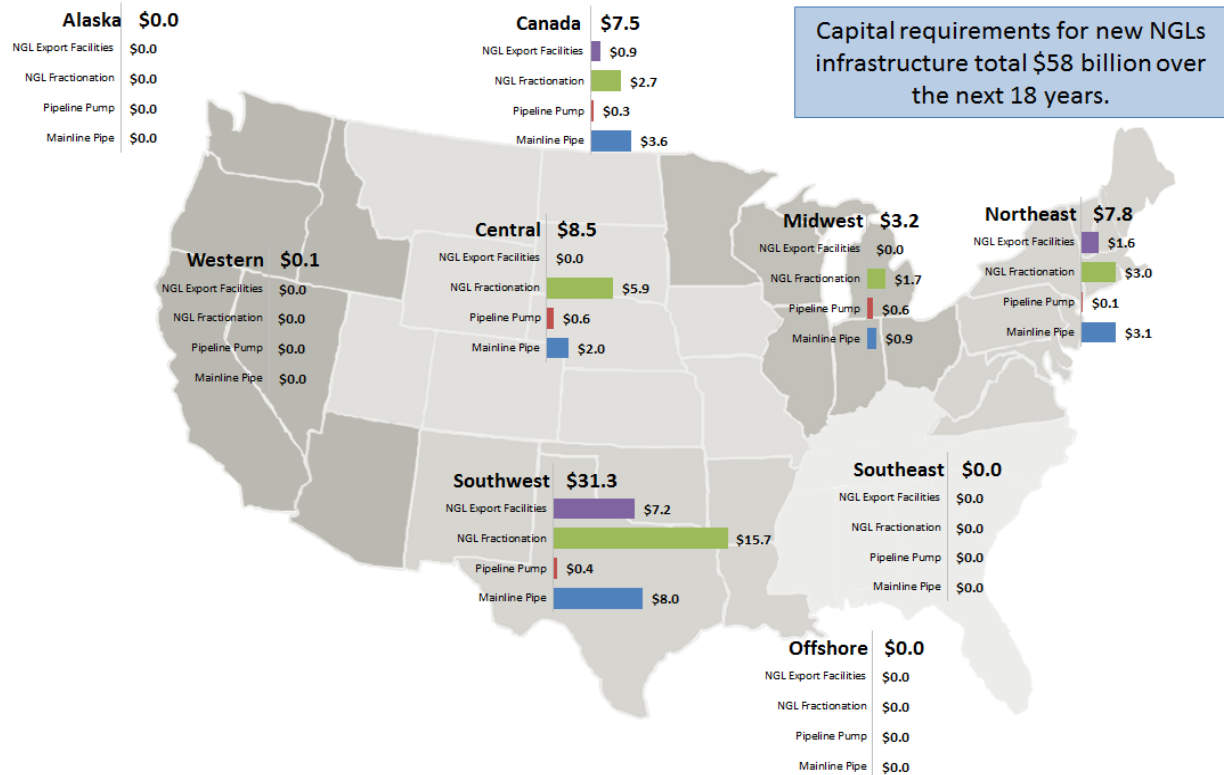 Alaska $0.0
NGL Export Facilities $0.0
NGL Fractionation $0.0
Pipeline Pump $0.0
Mainline Pipe $0.0
Canada $7.5
NGL Export Facilities $0.9
NGL Fractionation $2.7
Pipeline Pump $0.3
Mainline Pipe $3.6
Capital requirements for new NGLs
infrastructure total $58 billion over
the next 18 years.
Western $0.1
NGL Export Facilities $0.0
NGL Fractionation $0.0
Pipeline Pump $0.0
Mainline Pipe $0.0
Central $8.5
NGL Export Facilities $0.0
NGL Fractionation $5.9
Pipeline Pump $0.6
Mainline Pipe $2.0
Midwest $3.2
NGL Export Facilities $0.0
NGL Fractionation $1.7
Pipeline Pump $0.6
Mainline Pipe $0.9
Northeast $7.8
NGL Export Facilities $1.6
NGL Fractionation $3.0
Pipeline Pump $0.1
Mainline Pipe $3.1
Southwest $31.3
NGL Export Facilities $7.2
NGL Fractionation $15.7
Pipeline Pump $0.4
Mainline Pipe $8.0
Southeast $0.0
NGL Export Facilities $0.0
NGL Fractionation $0.0
Pipeline Pump $0.0
Mainline Pipe $0.0
Offshore $0.0
NGL Export Facilities $0.0
NGL Fractionation $0.0
Pipeline Pump $0.0
Mainline Pipe $0.0